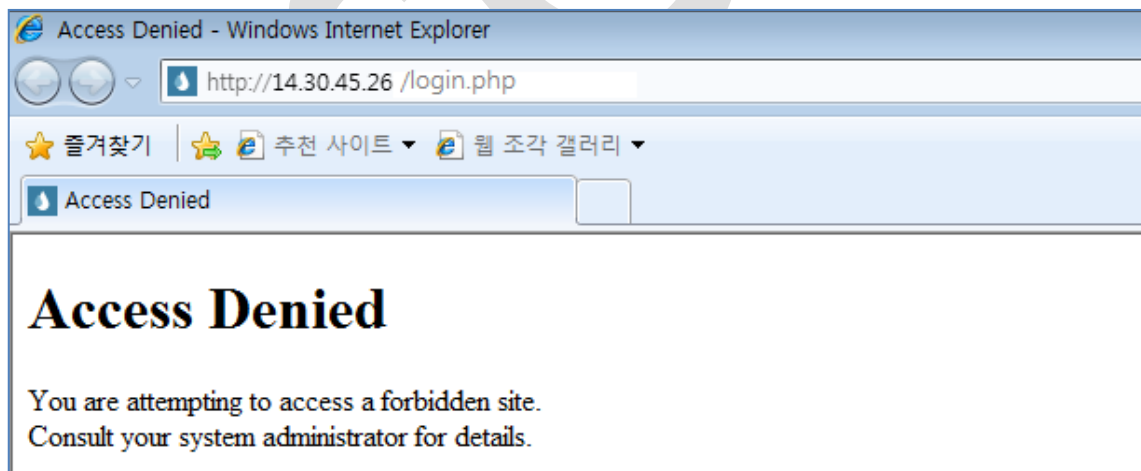 Access Denied - Windows Internet Explorer
http://14.30.45.26 /login.php
즐겨찾기 추천 사이트 웹 조각 갤러리
Access Denied
Access Denied
You are attempting to access a forbidden site.
Consult your system administrator for details.